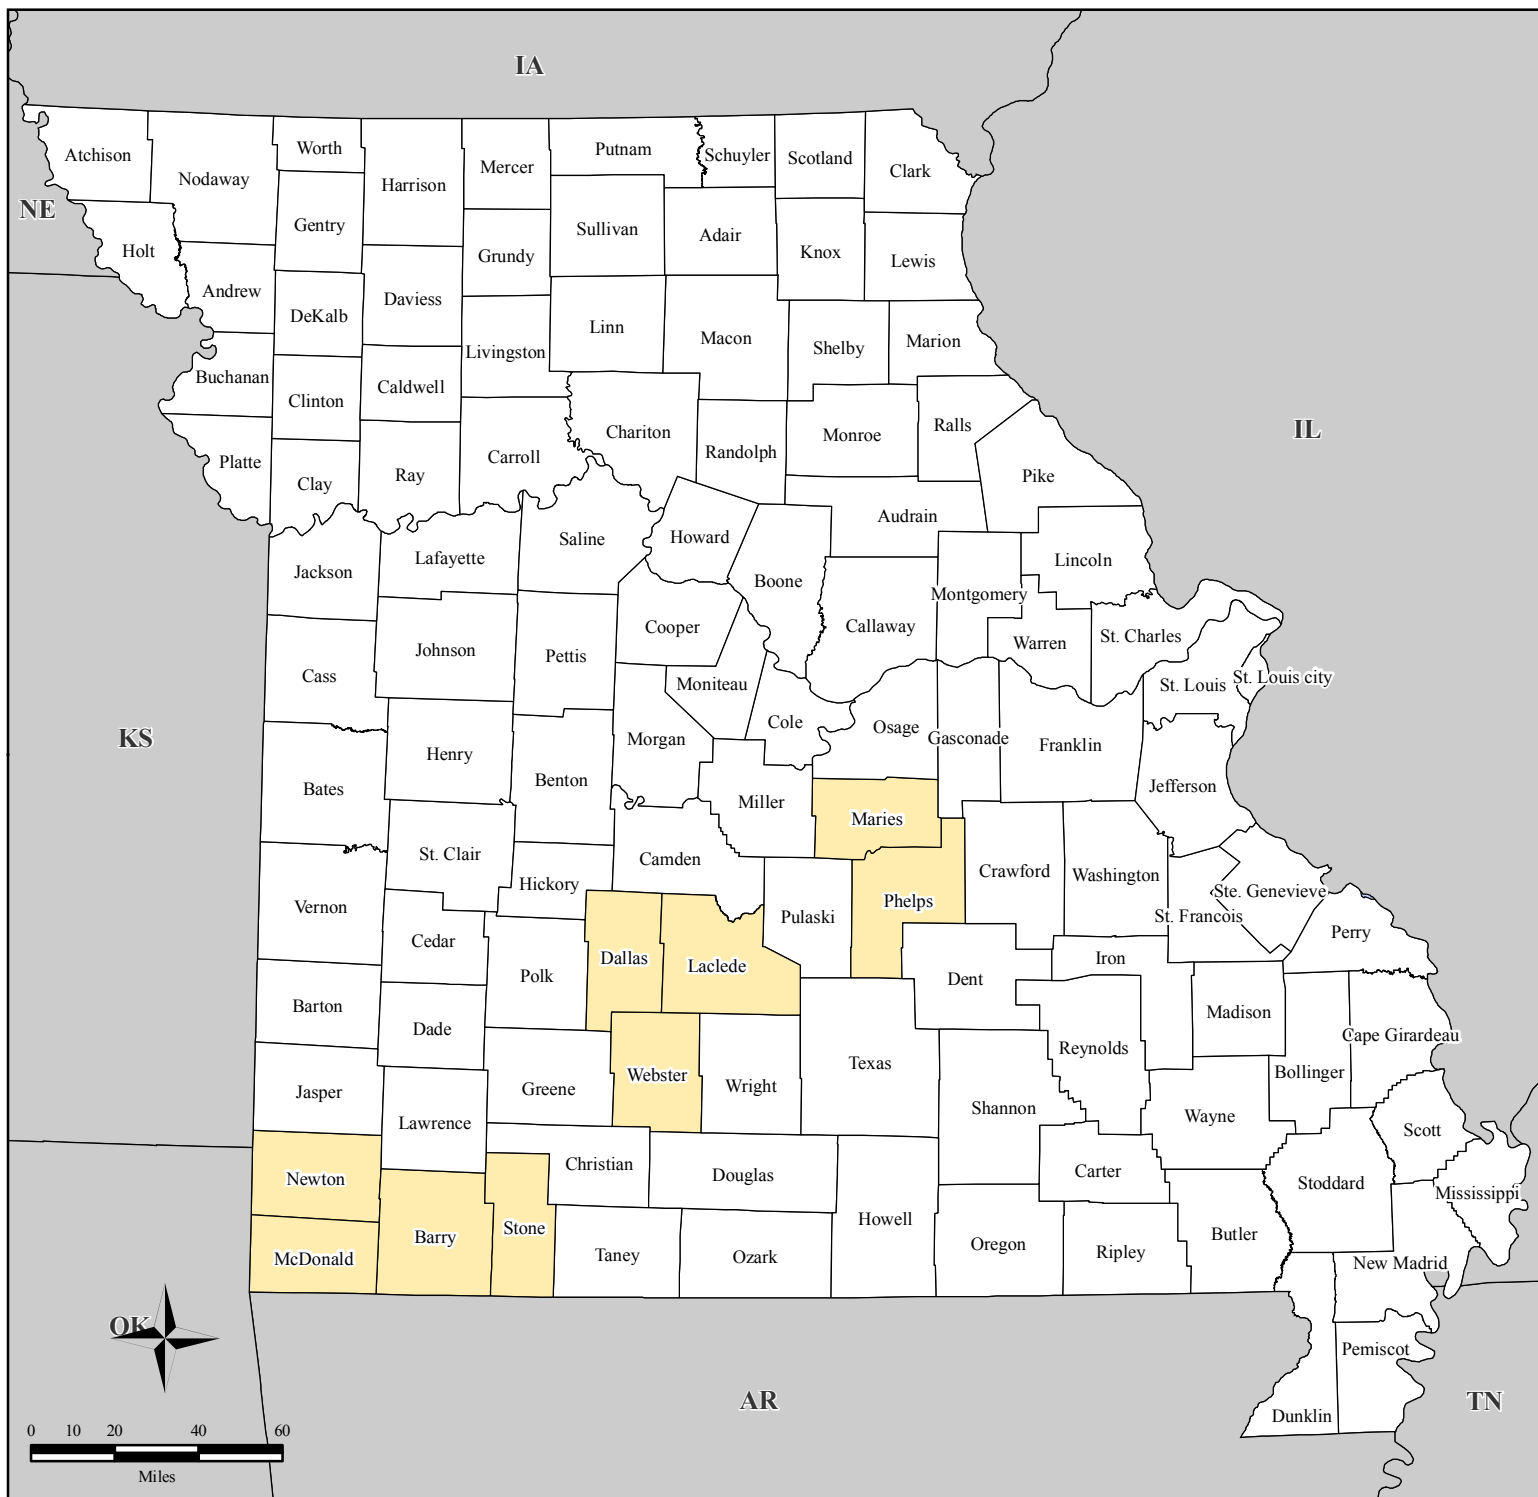 IA
Worth
Putnam
Atchison
Schuyler
Scotland
Mercer
Clark
Nodaway
Harrison
NE
Gentry
Sullivan
Adair
Holt
Knox
Grundy
Lewis
Andrew
Daviess
DeKalb
Linn
Macon
Shelby
Marion
Livingston
Buchanan
Caldwell
Clinton
Ralls
IL
Chariton
Monroe
Randolph
Platte
Carroll
Ray
Clay
Pike
Audrain
Howard
Saline
Lafayette
Lincoln
Jackson
Boone
Montgomery
Cooper
Callaway
St. Charles
Warren
Johnson
Pettis
Cass
Moniteau
St. Louis
St. Louis city
Cole
Osage
KS
Morgan
Gasconade
Franklin
Henry
Benton
Jefferson
Bates
Miller
Maries
St. Clair
Camden
Crawford
Washington
Hickory
Ste. Genevieve
Phelps
Vernon
Pulaski
St. Francois
Perry
Cedar
Dallas
Iron
Laclede
Polk
Dent
Barton
Madison
Dade
Cape Girardeau
Reynolds
Texas
Bollinger
Webster
Wright
Greene
Jasper
Shannon
Wayne
Lawrence
Scott
Christian
Carter
Douglas
Newton
Stoddard
Mississippi
Howell
Stone
Barry
Butler
Oregon
Ripley
Taney
Ozark
McDonald
New Madrid
OK
Pemiscot
AR
TN
Dunklin
0 10 20 40 60
Miles